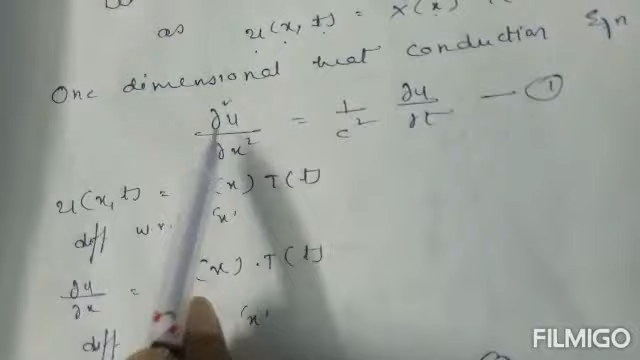 as u(x, t) = X(x)
One dimensional heat conduction Eqn
∂²u/∂x² = 1/c² ∂u/∂t — ①
u(x, t) = (x) T(t)
diff w.r. 'x'
∂u/∂x = (x) . T(t)
diff 'x'
FILMIGO